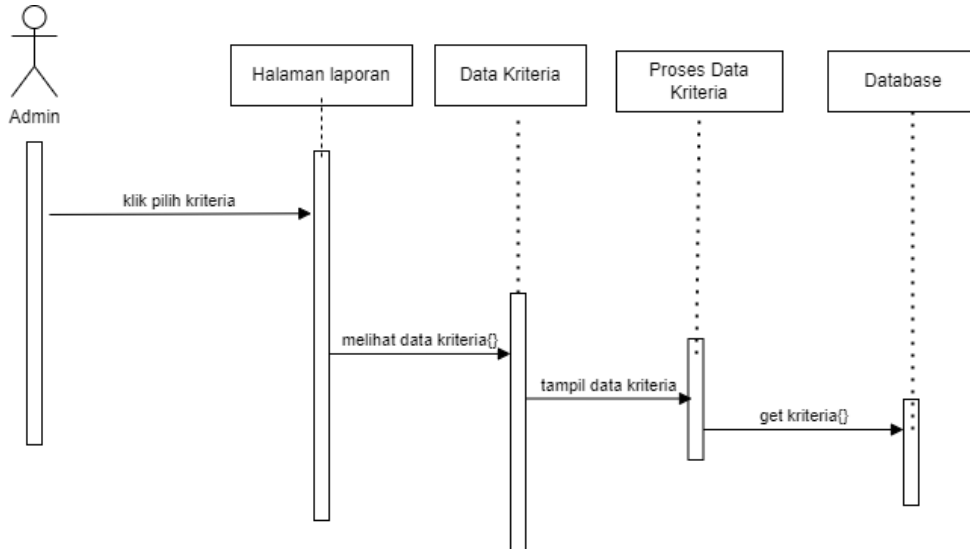 Admin
Halaman laporan
Data Kriteria
Proses Data
Kriteria
Database
klik pilih kriteria
melihat data kriteria{}
tampil data kriteria
get kriteria{}